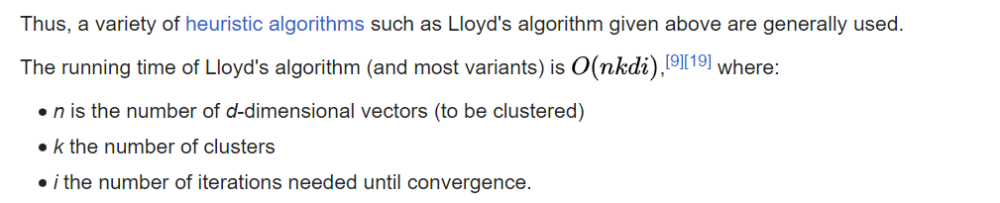 Thus, a variety of heuristic algorithms such as Lloyd's algorithm given above are generally used.
The running time of Lloyd's algorithm (and most variants) is O(nkdi),[9][19] where:
• n is the number of d-dimensional vectors (to be clustered)
• k the number of clusters
• i the number of iterations needed until convergence.